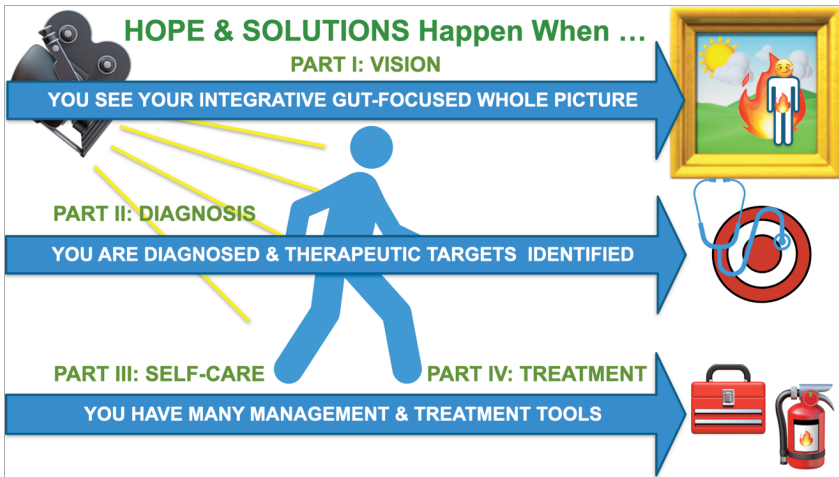 HOPE & SOLUTIONS Happen When ...
PART I: VISION
YOU SEE YOUR INTEGRATIVE GUT-FOCUSED WHOLE PICTURE
PART II: DIAGNOSIS
YOU ARE DIAGNOSED & THERAPEUTIC TARGETS IDENTIFIED
PART III: SELF-CARE
PART IV: TREATMENT
YOU HAVE MANY MANAGEMENT & TREATMENT TOOLS